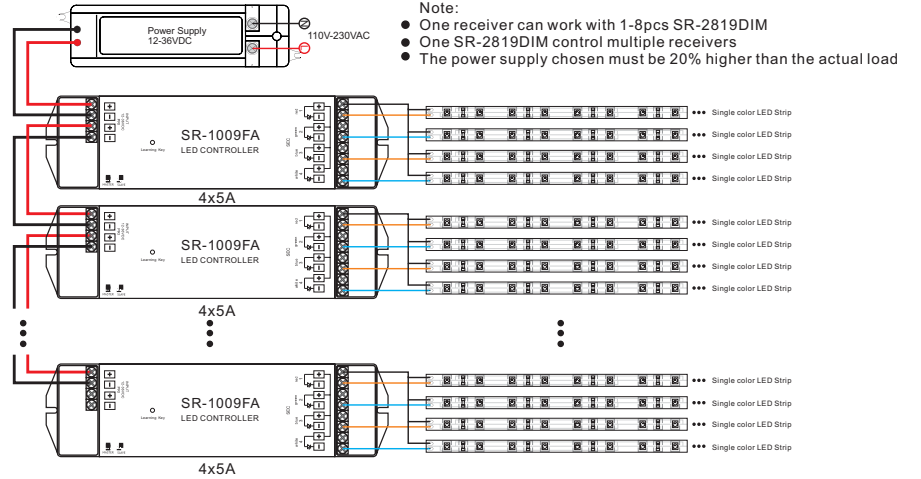 Note:
One receiver can work with 1-8pcs SR-2819DIM
One SR-2819DIM control multiple receivers
The power supply chosen must be 20% higher than the actual load
Power Supply
12-36VDC
N
L
110V-230VAC
SR-1009FA
LED CONTROLLER
Learning Key
SEC
4x5A
Single color LED Strip
Single color LED Strip
Single color LED Strip
Single color LED Strip
SR-1009FA
LED CONTROLLER
Learning Key
SEC
4x5A
Single color LED Strip
Single color LED Strip
Single color LED Strip
Single color LED Strip
SR-1009FA
LED CONTROLLER
Learning Key
SEC
4x5A
Single color LED Strip
Single color LED Strip
Single color LED Strip
Single color LED Strip